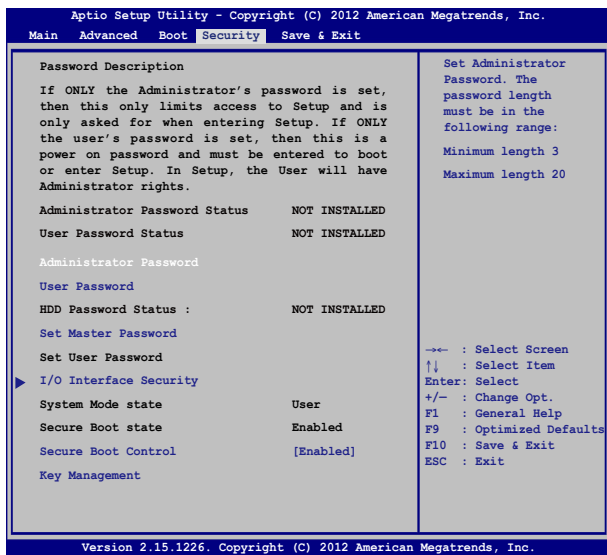 Aptio Setup Utility - Copyright (C) 2012 American Megatrends, Inc.
Main Advanced Boot Security Save & Exit
Password Description
If ONLY the Administrator's password is set,
then this only limits access to Setup and is
only asked for when entering Setup. If ONLY
the user's password is set, then this is a
power on password and must be entered to boot
or enter Setup. In Setup, the User will have
Administrator rights.
Administrator Password Status NOT INSTALLED
User Password Status NOT INSTALLED
Administrator Password
User Password
HDD Password Status : NOT INSTALLED
Set Master Password
Set User Password
I/O Interface Security
System Mode state User
Secure Boot state Enabled
Secure Boot Control [Enabled]
Key Management
Set Administrator
Password. The
password length
must be in the
following range:
Minimum length 3
Maximum length 20
→← : Select Screen
↑↓ : Select Item
Enter: Select
+/— : Change Opt.
F1 : General Help
F9 : Optimized Defaults
F10 : Save & Exit
ESC : Exit
Version 2.15.1226. Copyright (C) 2012 American Megatrends, Inc.